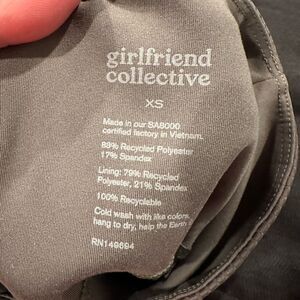 girlfriend
collective
XS
Made in our SA8000
certified factory in Vietnam.
83% Recycled Polyester
17% Spandex
Lining: 79% Recycled
Polyester, 21% Spandex
100% Recyclable
Cold wash with like colors,
hang to dry, help the Earth
RN149694